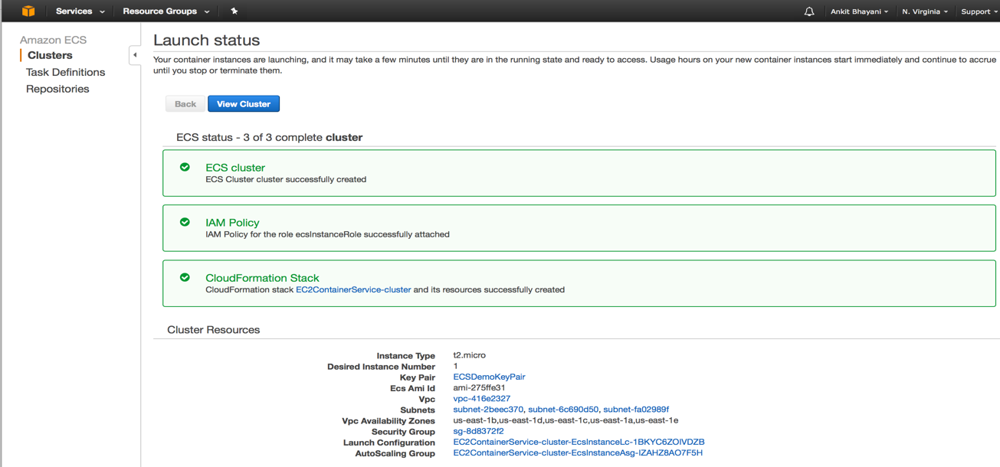 Services Resource Groups Ankit Bhayani N. Virginia Support
Amazon ECS
Clusters
Task Definitions
Repositories
Launch status
Your container instances are launching, and it may take a few minutes until they are in the running state and ready to access. Usage hours on your new container instances start immediately and continue to accrue
until you stop or terminate them.
Back View Cluster
ECS status - 3 of 3 complete cluster
ECS cluster
ECS Cluster cluster successfully created
IAM Policy
IAM Policy for the role ecsInstanceRole successfully attached
CloudFormation Stack
CloudFormation stack EC2ContainerService-cluster and its resources successfully created
Cluster Resources
Instance Type t2.micro
Desired Instance Number 1
Key Pair ECSDemoKeyPair
Ecs Ami Id ami-275ffe31
Vpc vpc-416e2327
Subnets subnet-2beec370, subnet-6c690d50, subnet-fa02989f
Vpc Availability Zones us-east-1b,us-east-1d,us-east-1c,us-east-1a,us-east-1e
Security Group sg-8d8372f2
Launch Configuration EC2ContainerService-cluster-EcsInstanceLc-1BKYC6ZOIVDZB
AutoScaling Group EC2ContainerService-cluster-EcsInstanceAsg-IZAHZ8AO7F5H